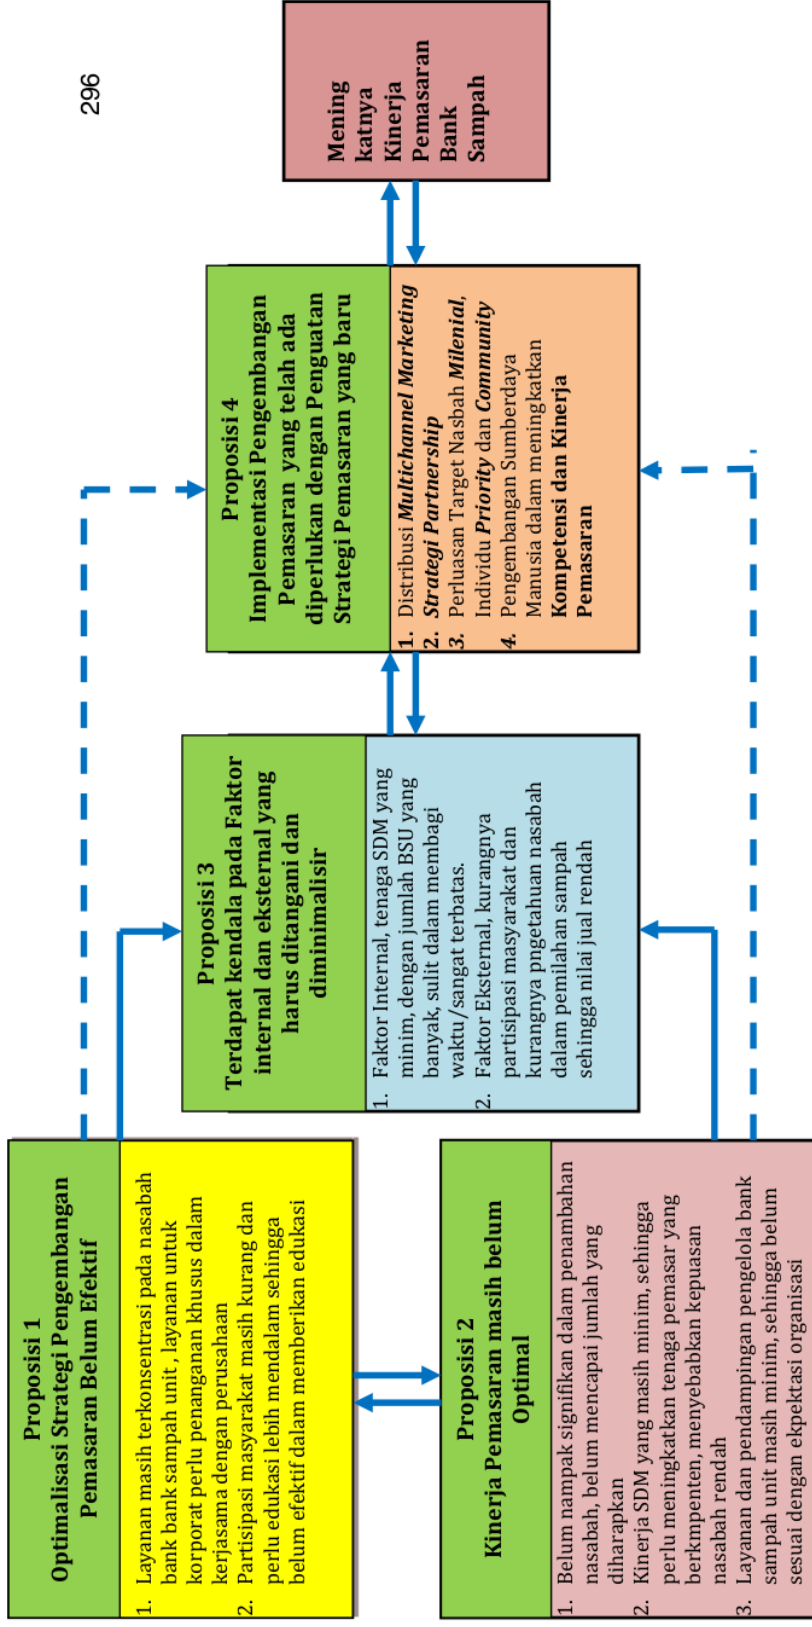 296
Proposisi 1
Optimalisasi Strategi Pengembangan
Pemasaran Belum Efektif
1. Layanan masih terkonsentrasi pada nasabah
bank bank sampah unit , layanan untuk
korporat perlu penanganan khusus dalam
kerjasama dengan perusahaan
2. Partisipasi masyarakat masih kurang dan
perlu edukasi lebih mendalam sehingga
belum efektif dalam memberikan edukasi
Proposisi 2
Kinerja Pemasaran masih belum
Optimal
1. Belum nampak signifikan dalam penambahan
nasabah, belum mencapai jumlah yang
diharapkan
2. Kinerja SDM yang masih minim, sehingga
perlu meningkatkan tenaga pemasar yang
berkmpenten, menyebabkan kepuasan
nasabah rendah
3. Layanan dan pendampingan pengelola bank
sampah unit masih minim, sehingga belum
sesuai dengan ekpektasi organisasi
Proposisi 3
Terdapat kendala pada Faktor
internal dan eksternal yang
harus ditangani dan
diminimalisir
1. Faktor Internal, tenaga SDM yang
minim, dengan jumlah BSU yang
banyak, sulit dalam membagi
waktu/sangat terbatas.
2. Faktor Eksternal, kurangnya
partisipasi masyarakat dan
kurangnya pngetahuan nasabah
dalam pemilahan sampah
sehingga nilai jual rendah
Proposisi 4
Implementasi Pengembangan
Pemasaran yang telah ada
diperlukan dengan Penguatan
Strategi Pemasaran yang baru
1. Distribusi Multichannel Marketing
2. Strategi Partnership
3. Perluasan Target Nasbah Milenial,
Individu Priority dan Community
4. Pengembangan Sumberdaya
Manusia dalam meningkatkan
Kompetensi dan Kinerja
Pemasaran
Mening
katnya
Kinerja
Pemasaran
Bank
Sampah